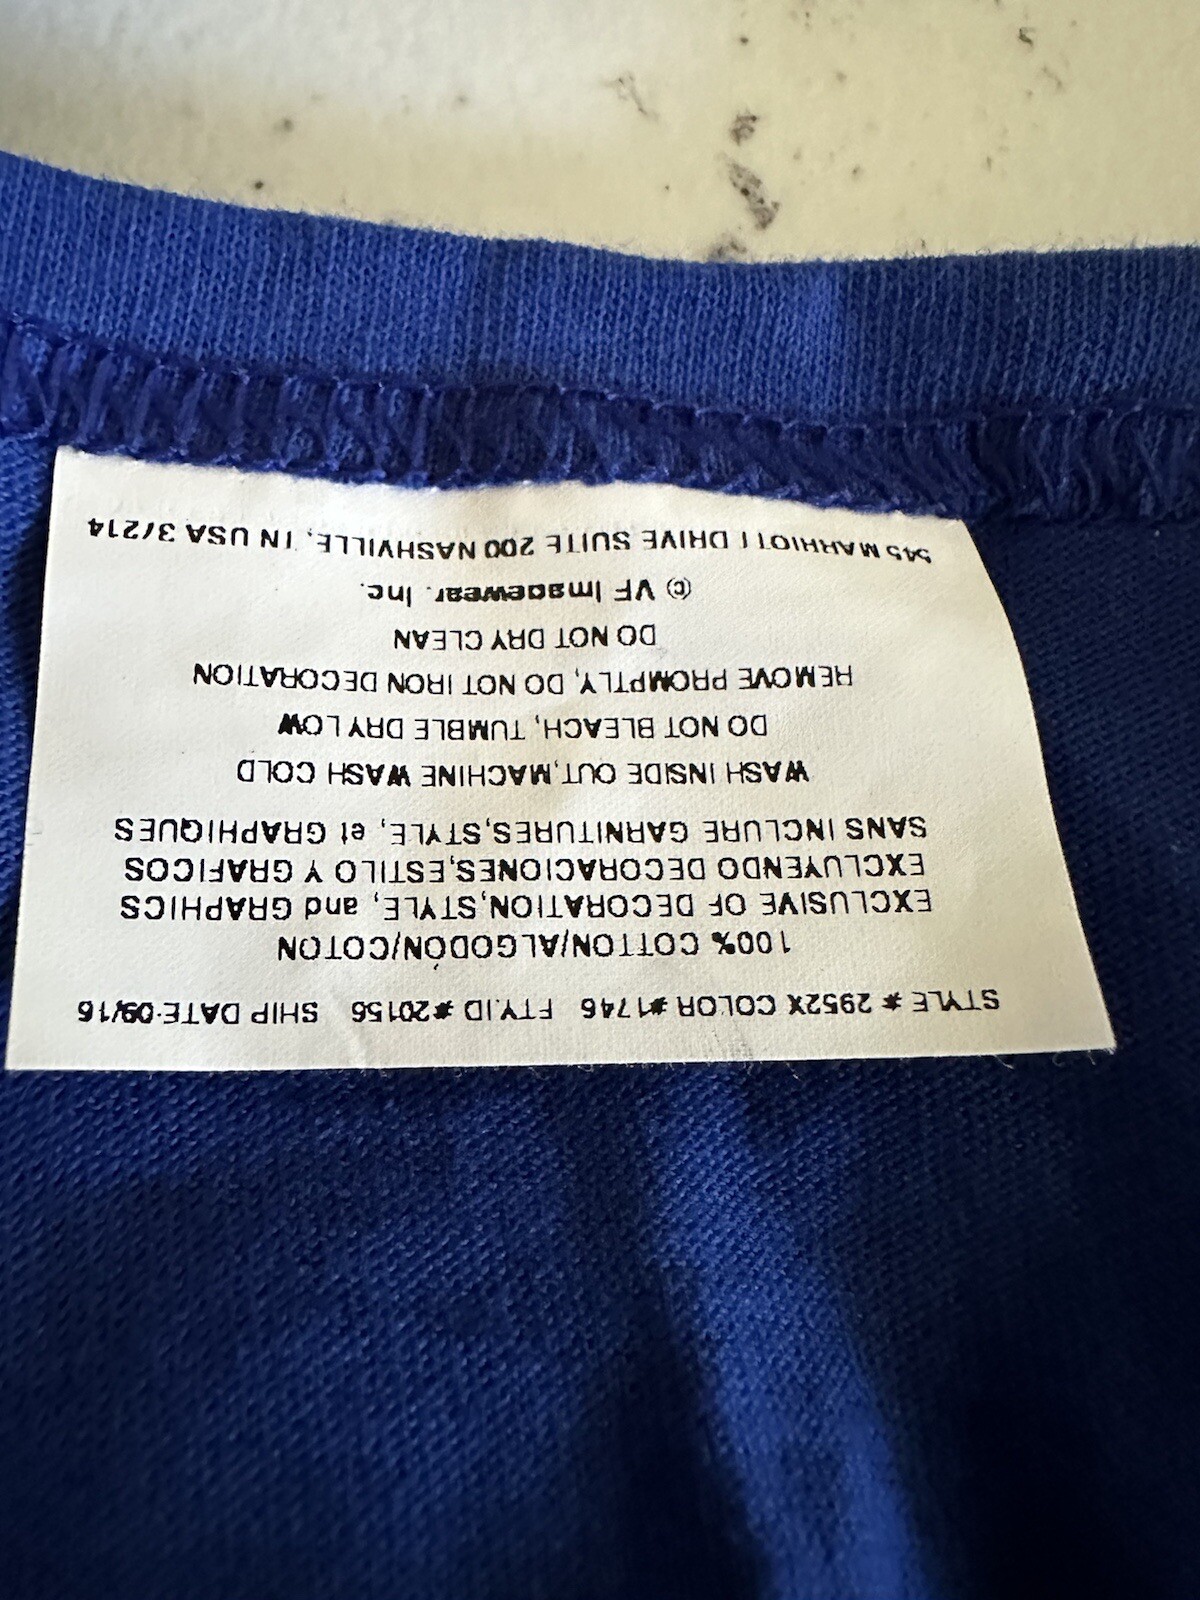 STYLE # 2952X COLOR #1746 FTY.ID #20156 SHIP DATE:09/16
100% COTTON/ALGODÓN/COTON
EXCLUSIVE OF DECORATION,STYLE, and GRAPHICS
EXCLUYENDO DECORACIONES,ESTILO Y GRAFICOS
SANS INCLURE GARNITURES,STYLE, et GRAPHIQUES
WASH INSIDE OUT,MACHINE WASH COLD
DO NOT BLEACH, TUMBLE DRY LOW
REMOVE PROMPTLY, DO NOT IRON DECORATION
DO NOT DRY CLEAN
© VF Imagewear, Inc.
545 MARRIOTT DRIVE SUITE 200 NASHVILLE, TN USA 37214